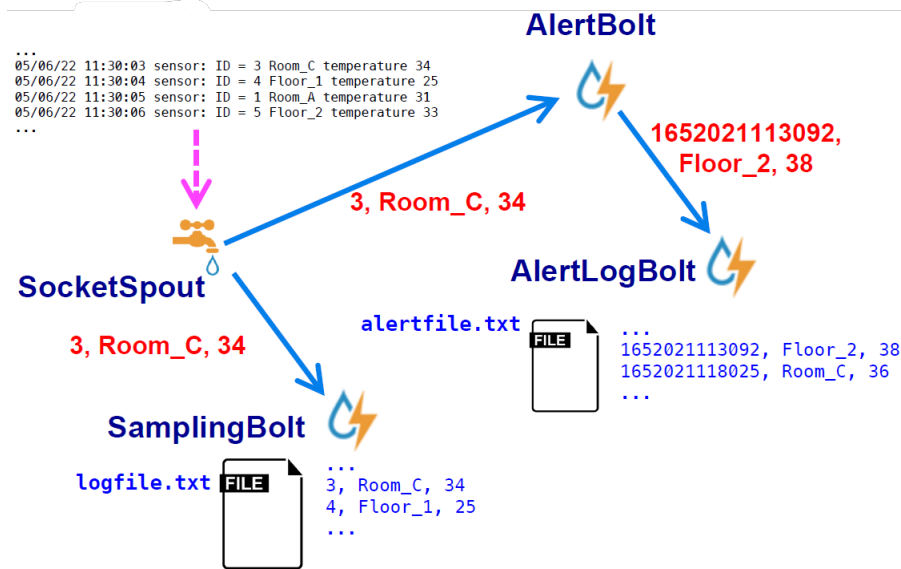 AlertBolt
...
05/06/22 11:30:03 sensor: ID = 3 Room_C temperature 34
05/06/22 11:30:04 sensor: ID = 4 Floor_1 temperature 25
05/06/22 11:30:05 sensor: ID = 1 Room_A temperature 31
05/06/22 11:30:06 sensor: ID = 5 Floor_2 temperature 33
...
1652021113092,
Floor_2, 38
3, Room_C, 34
SocketSpout
AlertLogBolt
3, Room_C, 34
alertfile.txt
FILE
...
1652021113092, Floor_2, 38
1652021118025, Room_C, 36
...
SamplingBolt
logfile.txt
FILE
...
3, Room_C, 34
4, Floor_1, 25
...